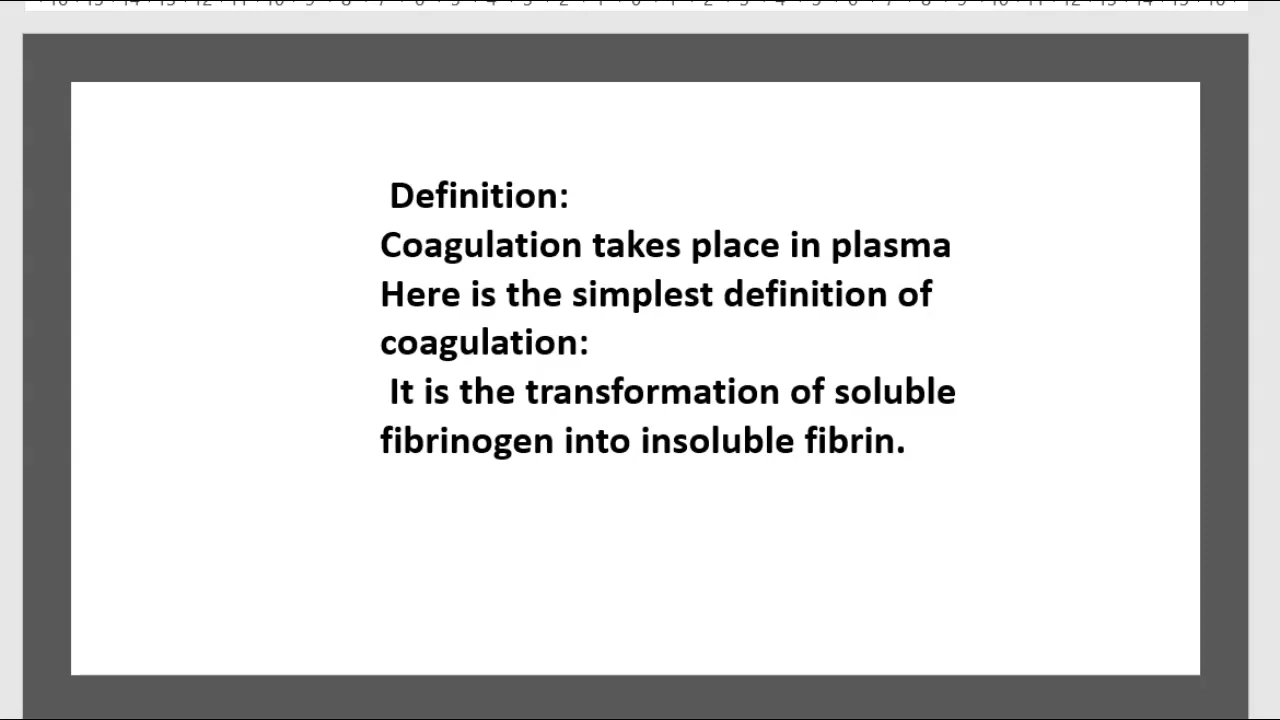 Definition:
Coagulation takes place in plasma
Here is the simplest definition of
coagulation:
It is the transformation of soluble
fibrinogen into insoluble fibrin.